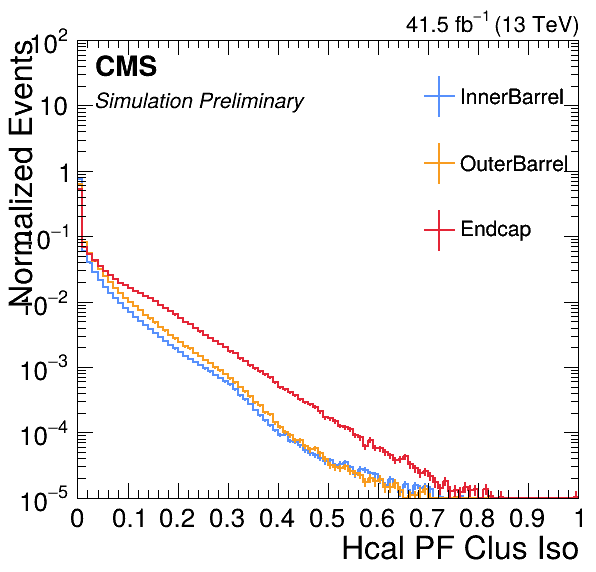 41.5 fb⁻¹ (13 TeV)
CMS
Simulation Preliminary
InnerBarrel
OuterBarrel
Endcap
Normalized Events
10²
10
1
10⁻¹
10⁻²
10⁻³
10⁻⁴
10⁻⁵
0 0.1 0.2 0.3 0.4 0.5 0.6 0.7 0.8 0.9 1
Hcal PF Clus Iso